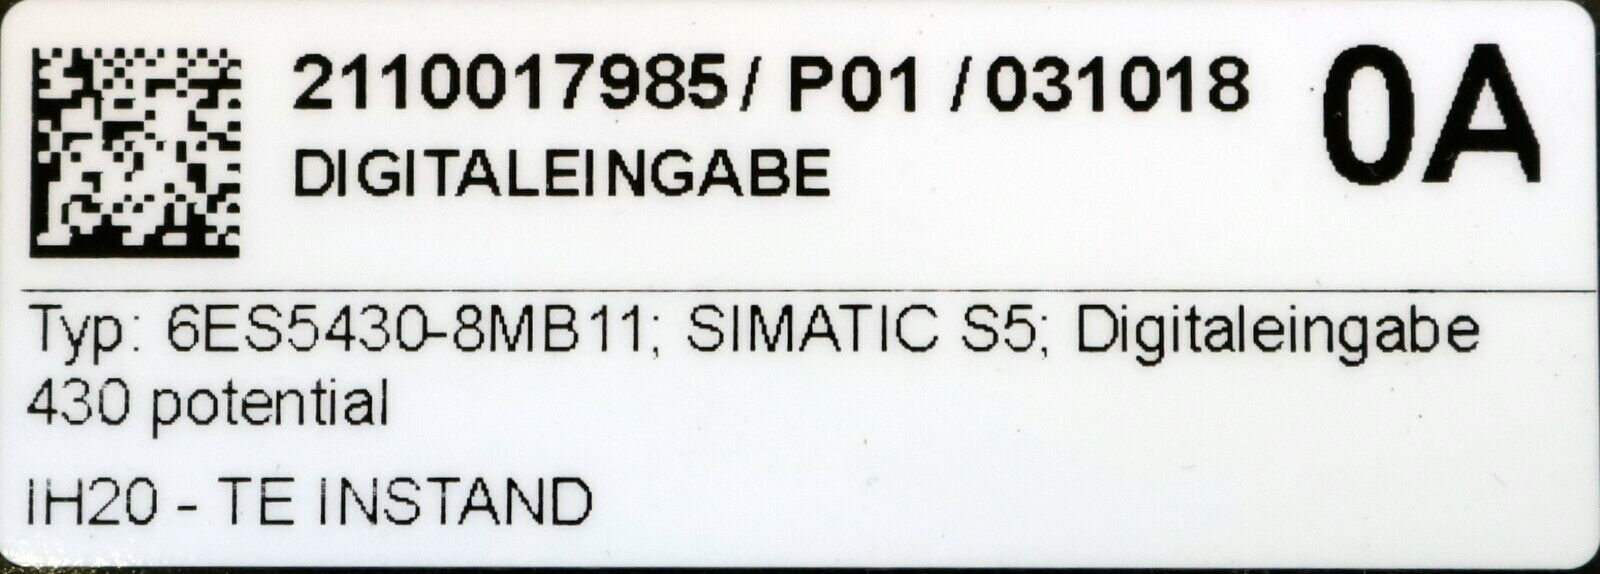 2110017985/ P01 /031018
0A
DIGITALEINGABE
Typ: 6ES5430-8MB11; SIMATIC S5; Digitaleingabe
430 potential
IH20 - TE INSTAND